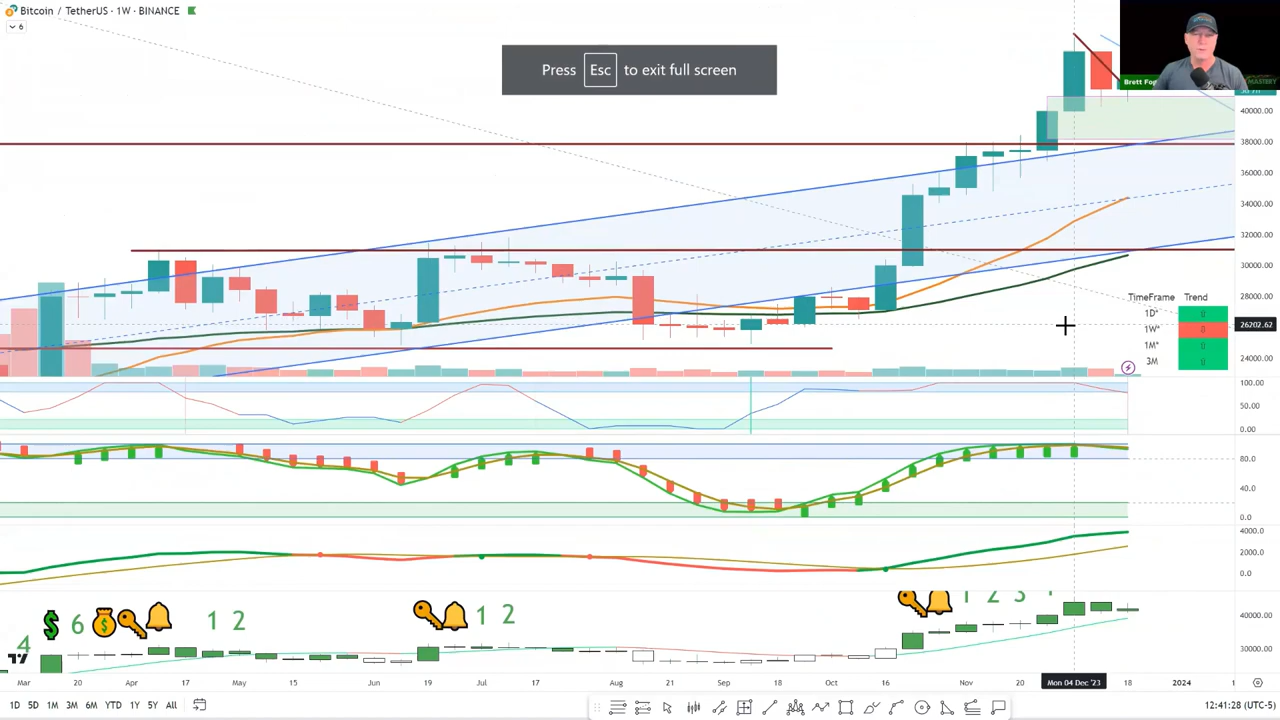 Bitcoin / TetherUS · 1W · BINANCE
6
Press Esc to exit full screen
Brett Fog
MASTERY
40000.00
38000.00
36000.00
34000.00
32000.00
30000.00
28000.00
26202.62
24000.00
TimeFrame Trend
1D*
1W*
1M*
3M
100.00
50.00
0.00
80.0
40.0
0.0
4000.0
2000.0
0.0
4 $ 6 $ 1 2 1 2 1 2 3
40000.00
30000.00
Mar 20 Apr 17 May 15 Jun 19 Jul 17 Aug 21 Sep 18 Oct 16 Nov 20 Mon 04 Dec '23 18 2024
1D 5D 1M 3M 6M YTD 1Y 5Y All
12:41:28 (UTC-5)